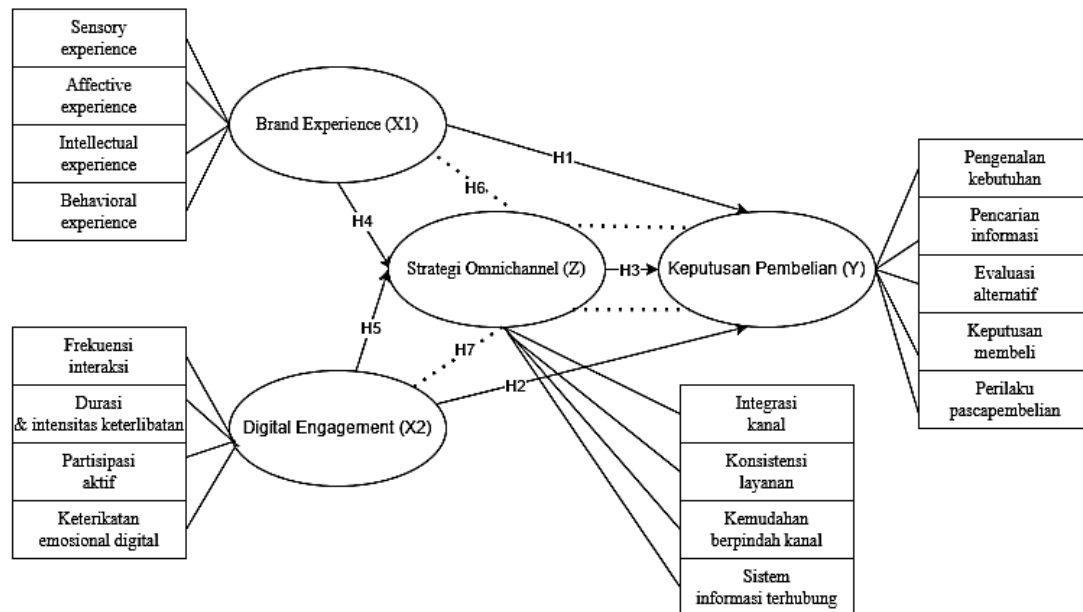 Sensory
experience
Affective
experience
Intellectual
experience
Behavioral
experience
Brand Experience (X1)
H1
H6
H4
Strategi Omnichannel (Z)
H3
Keputusan Pembelian (Y)
Pengenalan
kebutuhan
Pencarian
informasi
Evaluasi
alternatif
Keputusan
membeli
Perilaku
pascapembelian
H5
H7
H2
Frekuensi
interaksi
Durasi
& intensitas keterlibatan
Partisipasi
aktif
Keterikatan
emosional digital
Digital Engagement (X2)
Integrasi
kanal
Konsistensi
layanan
Kemudahan
berpindah kanal
Sistem
informasi terhubung